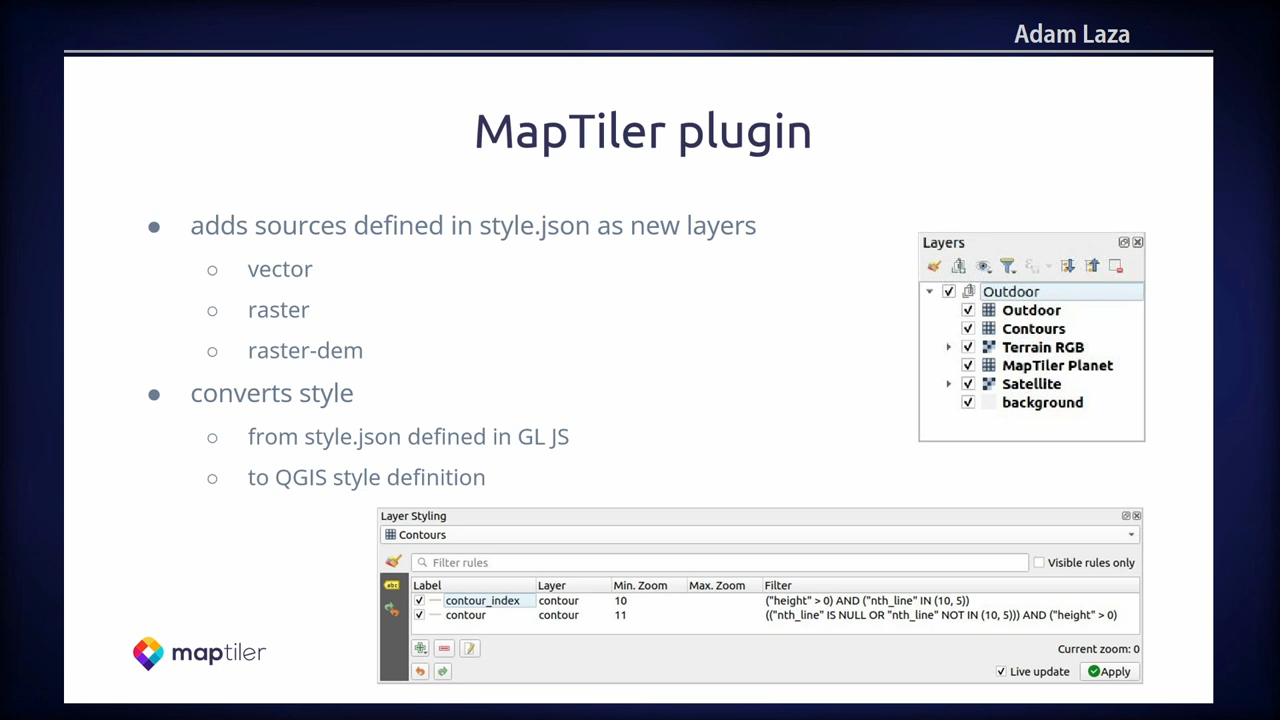 Adam Laza
MapTiler plugin
● adds sources defined in style.json as new layers
○ vector
○ raster
○ raster-dem
● converts style
○ from style.json defined in GL JS
○ to QGIS style definition
Layers
Outdoor
Outdoor
Contours
Terrain RGB
MapTiler Planet
Satellite
background
Layer Styling
Contours
Filter rules
Visible rules only
Label Layer Min. Zoom Max. Zoom Filter
contour_index contour 10 ("height" > 0) AND ("nth_line" IN (10, 5))
contour contour 11 (("nth_line" IS NULL OR "nth_line" NOT IN (10, 5))) AND ("height" > 0)
Current zoom: 0
Live update Apply
abc
maptiler